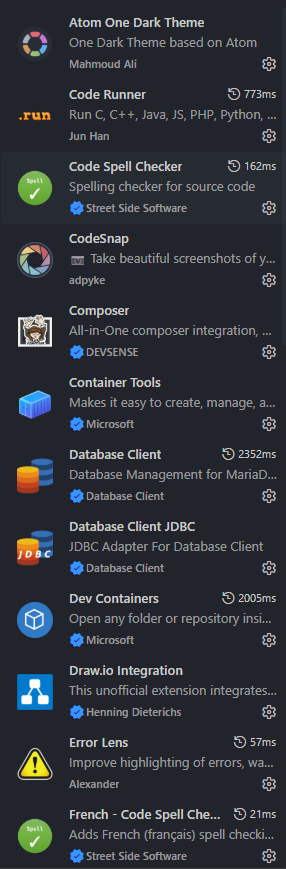 Atom One Dark Theme
One Dark Theme based on Atom
Mahmoud Ali
Code Runner 773ms
.run
Run C, C++, Java, JS, PHP, Python, ...
Jun Han
Code Spell Checker 162ms
Spell
Spelling checker for source code
Street Side Software
CodeSnap
📷 Take beautiful screenshots of y...
adpyke
Composer
All-in-One composer integration, ...
DEVSENSE
Container Tools
Makes it easy to create, manage, a...
Microsoft
Database Client 2352ms
Database Management for MariaD...
Database Client
Database Client JDBC
JDBC
JDBC Adapter For Database Client
Database Client
Dev Containers 2005ms
Open any folder or repository insi...
Microsoft
Draw.io Integration
This unofficial extension integrates...
Henning Dieterichs
Error Lens 57ms
Improve highlighting of errors, wa...
Alexander
French - Code Spell Che... 21ms
Spell
Adds French (français) spell checki...
Street Side Software